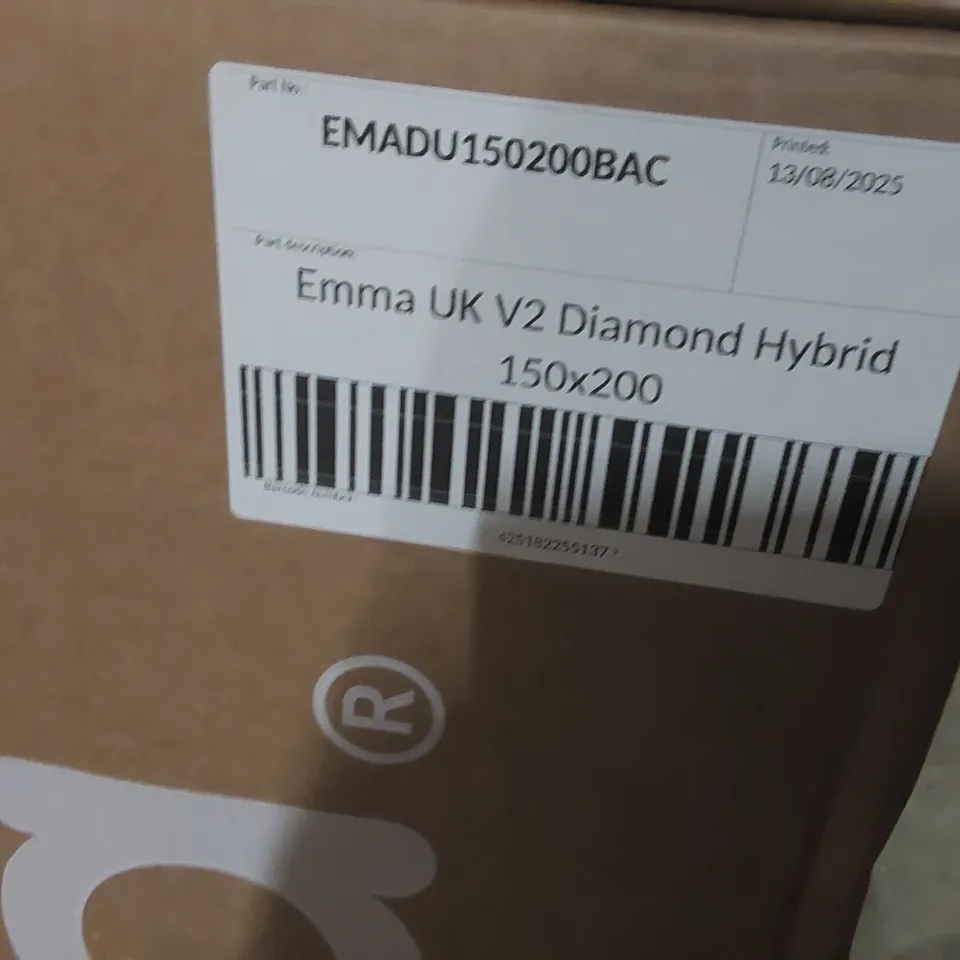 Part No:
EMADU150200BAC
Printed:
13/08/2025
Part description:
Emma UK V2 Diamond Hybrid
150x200
Barcode number:
®
a